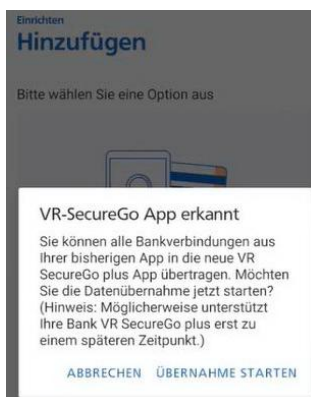 Einrichten
Hinzufügen
Bitte wählen Sie eine Option aus
VR-SecureGo App erkannt
Sie können alle Bankverbindungen aus
Ihrer bisherigen App in die neue VR
SecureGo plus App übertragen. Möchten
Sie die Datenübernahme jetzt starten?
(Hinweis: Möglicherweise unterstützt
Ihre Bank VR SecureGo plus erst zu
einem späteren Zeitpunkt.)
ABBRECHEN ÜBERNAHME STARTEN